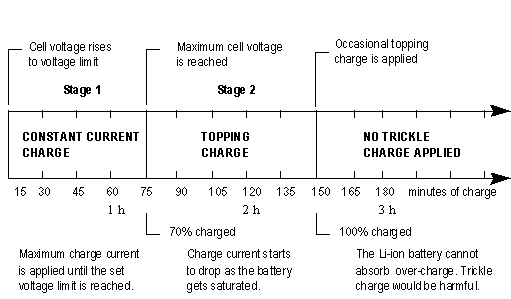 Cell voltage rises
to voltage limit
Maximum cell voltage
is reached
Occasional topping
charge is applied
Stage 1
Stage 2
CONSTANT CURRENT
CHARGE
TOPPING
CHARGE
NO TRICKLE
CHARGE APPLIED
15 30 45 60 75 90 105 120 135 150 165 180 minutes of charge
1 h 2 h 3 h
70% charged
100% charged
Maximum charge current
is applied until the set
voltage limit is reached.
Charge current starts
to drop as the battery
gets saturated.
The Li-ion battery cannot
absorb over-charge. Trickle
charge would be harmful.